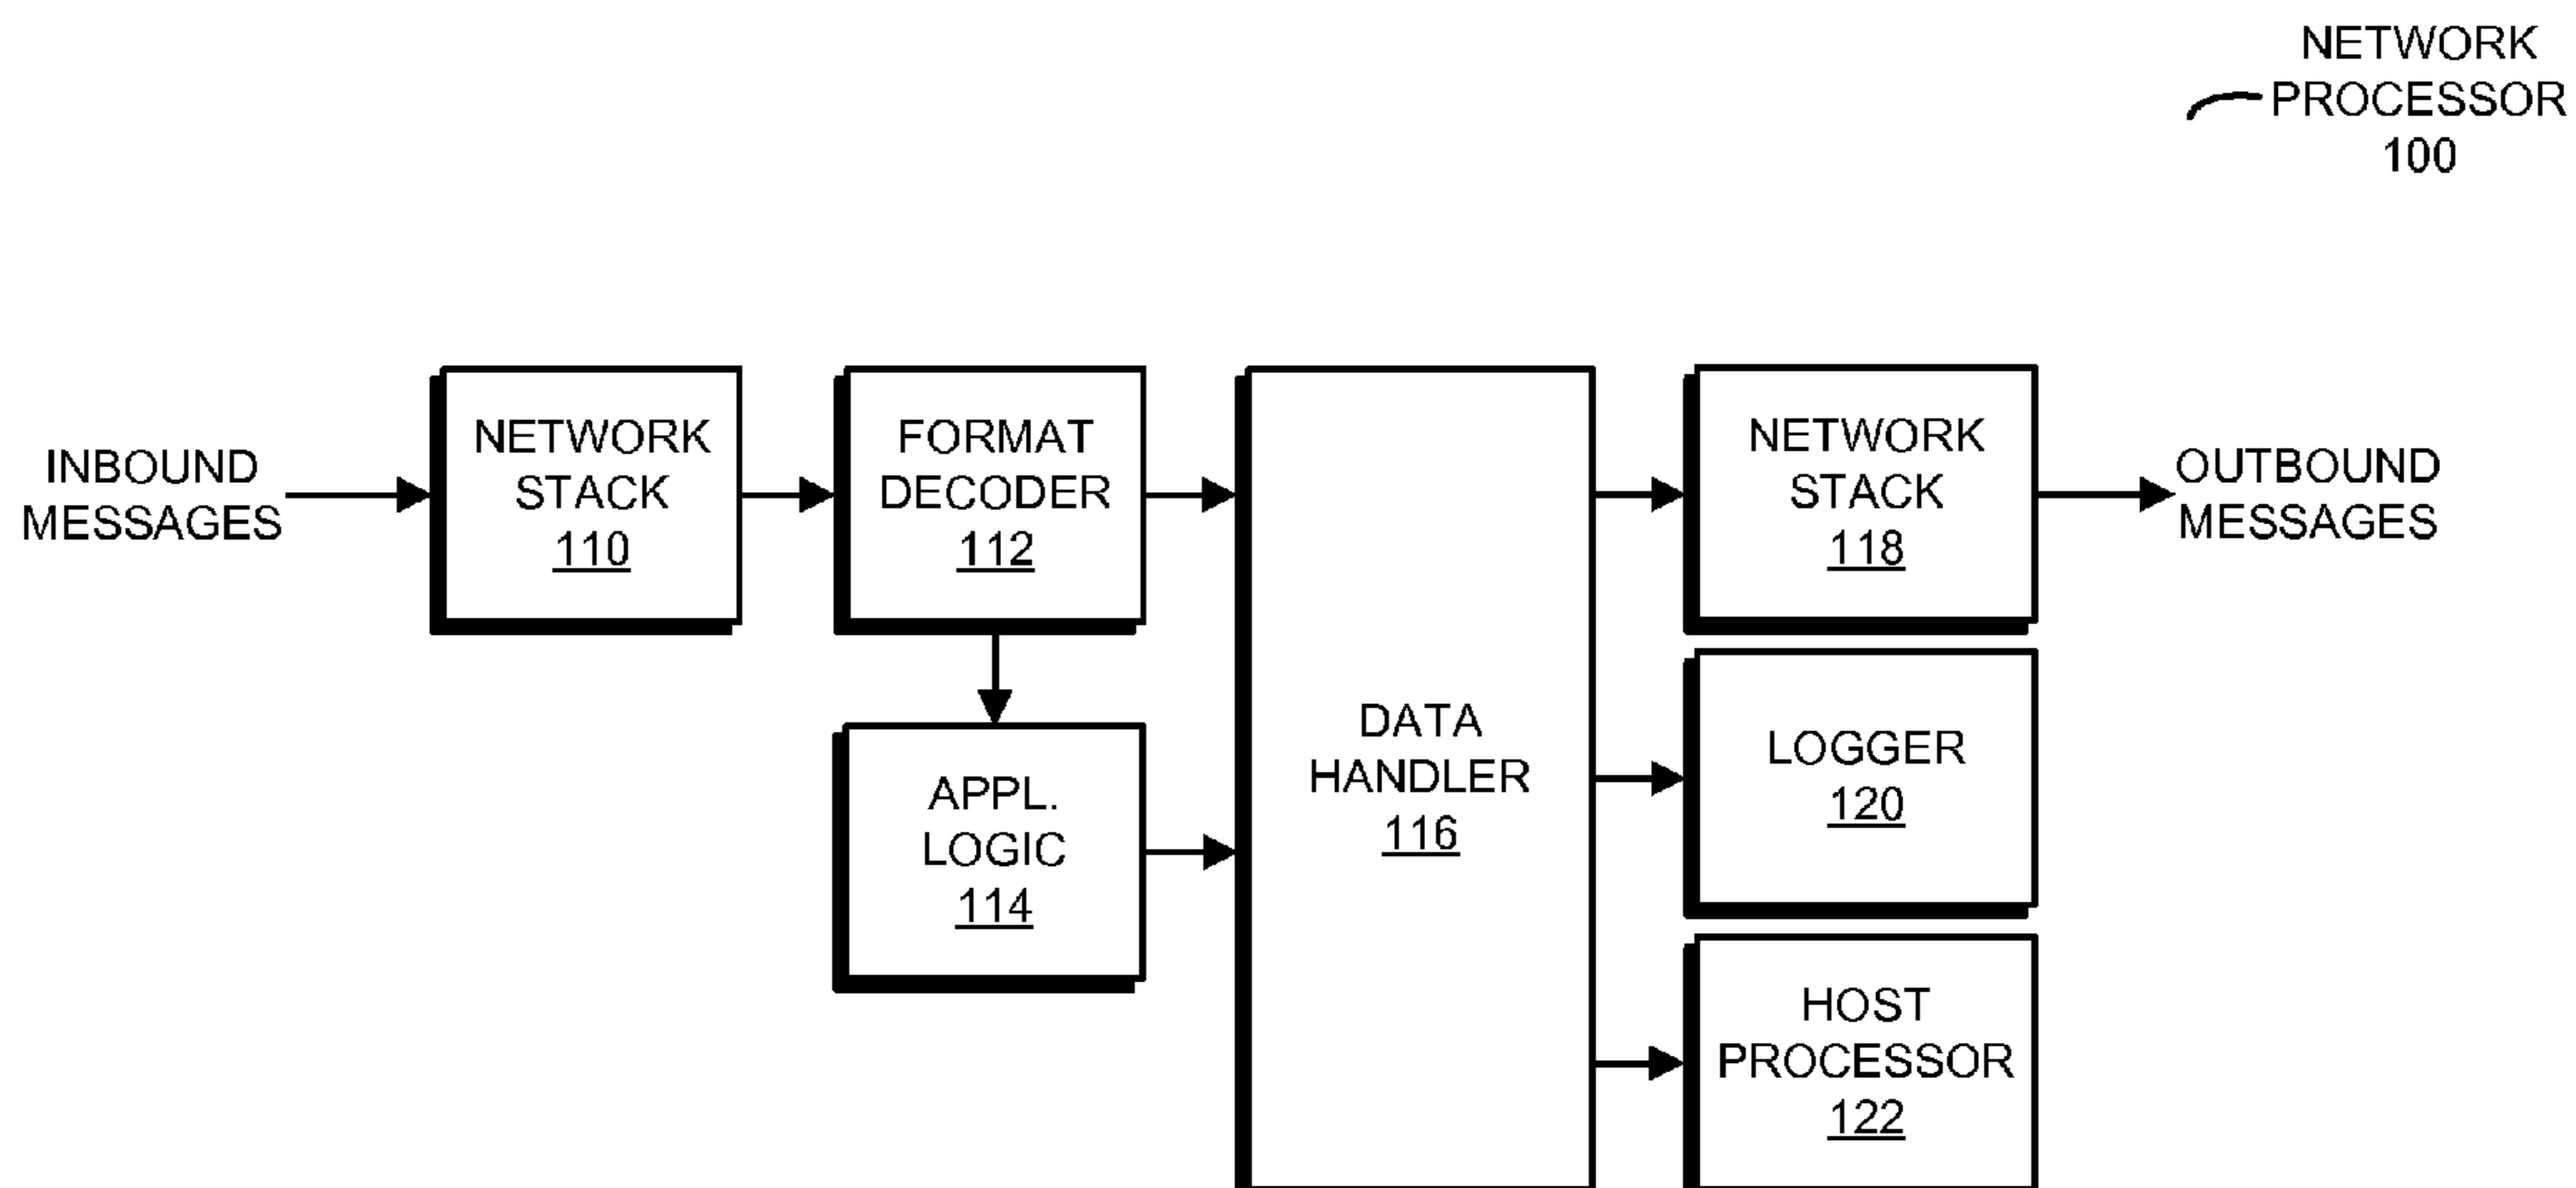 NETWORK
PROCESSOR
100
INBOUND
MESSAGES
NETWORK
STACK
110
FORMAT
DECODER
112
APPL.
LOGIC
114
DATA
HANDLER
116
NETWORK
STACK
118
LOGGER
120
HOST
PROCESSOR
122
OUTBOUND
MESSAGES